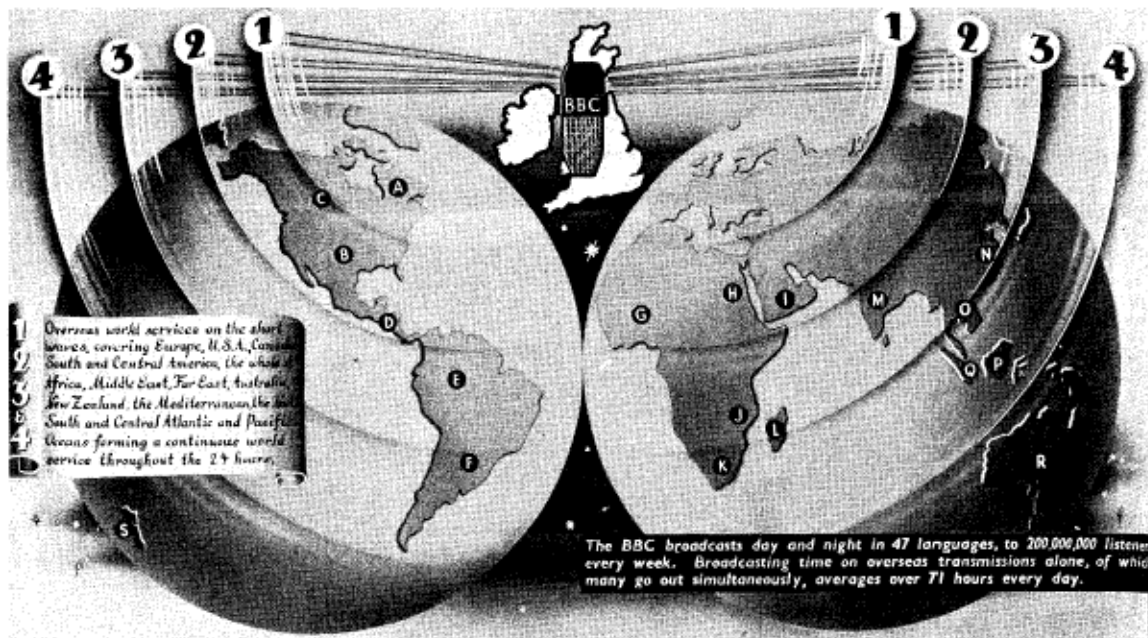 1 1
2 2
3 3
4 4
BBC
A
C
B
D
E
F
G
H
I
J
K
L
M
N
O
P
Q
R
S
1 Overseas world services on the short
waves, covering Europe, U.S.A., Canada
2 South and Central America, the whole of
Africa, Middle East, Far East, Australia,
3 New Zealand, the Mediterranean, the
& South and Central Atlantic and Pacific
4 Oceans forming a continuous world
service throughout the 24 hours.
The BBC broadcasts day and night in 47 languages, to 200,000,000 listene
every week. Broadcasting time on overseas transmissions alone, of whic
many go out simultaneously, averages over 71 hours every day.